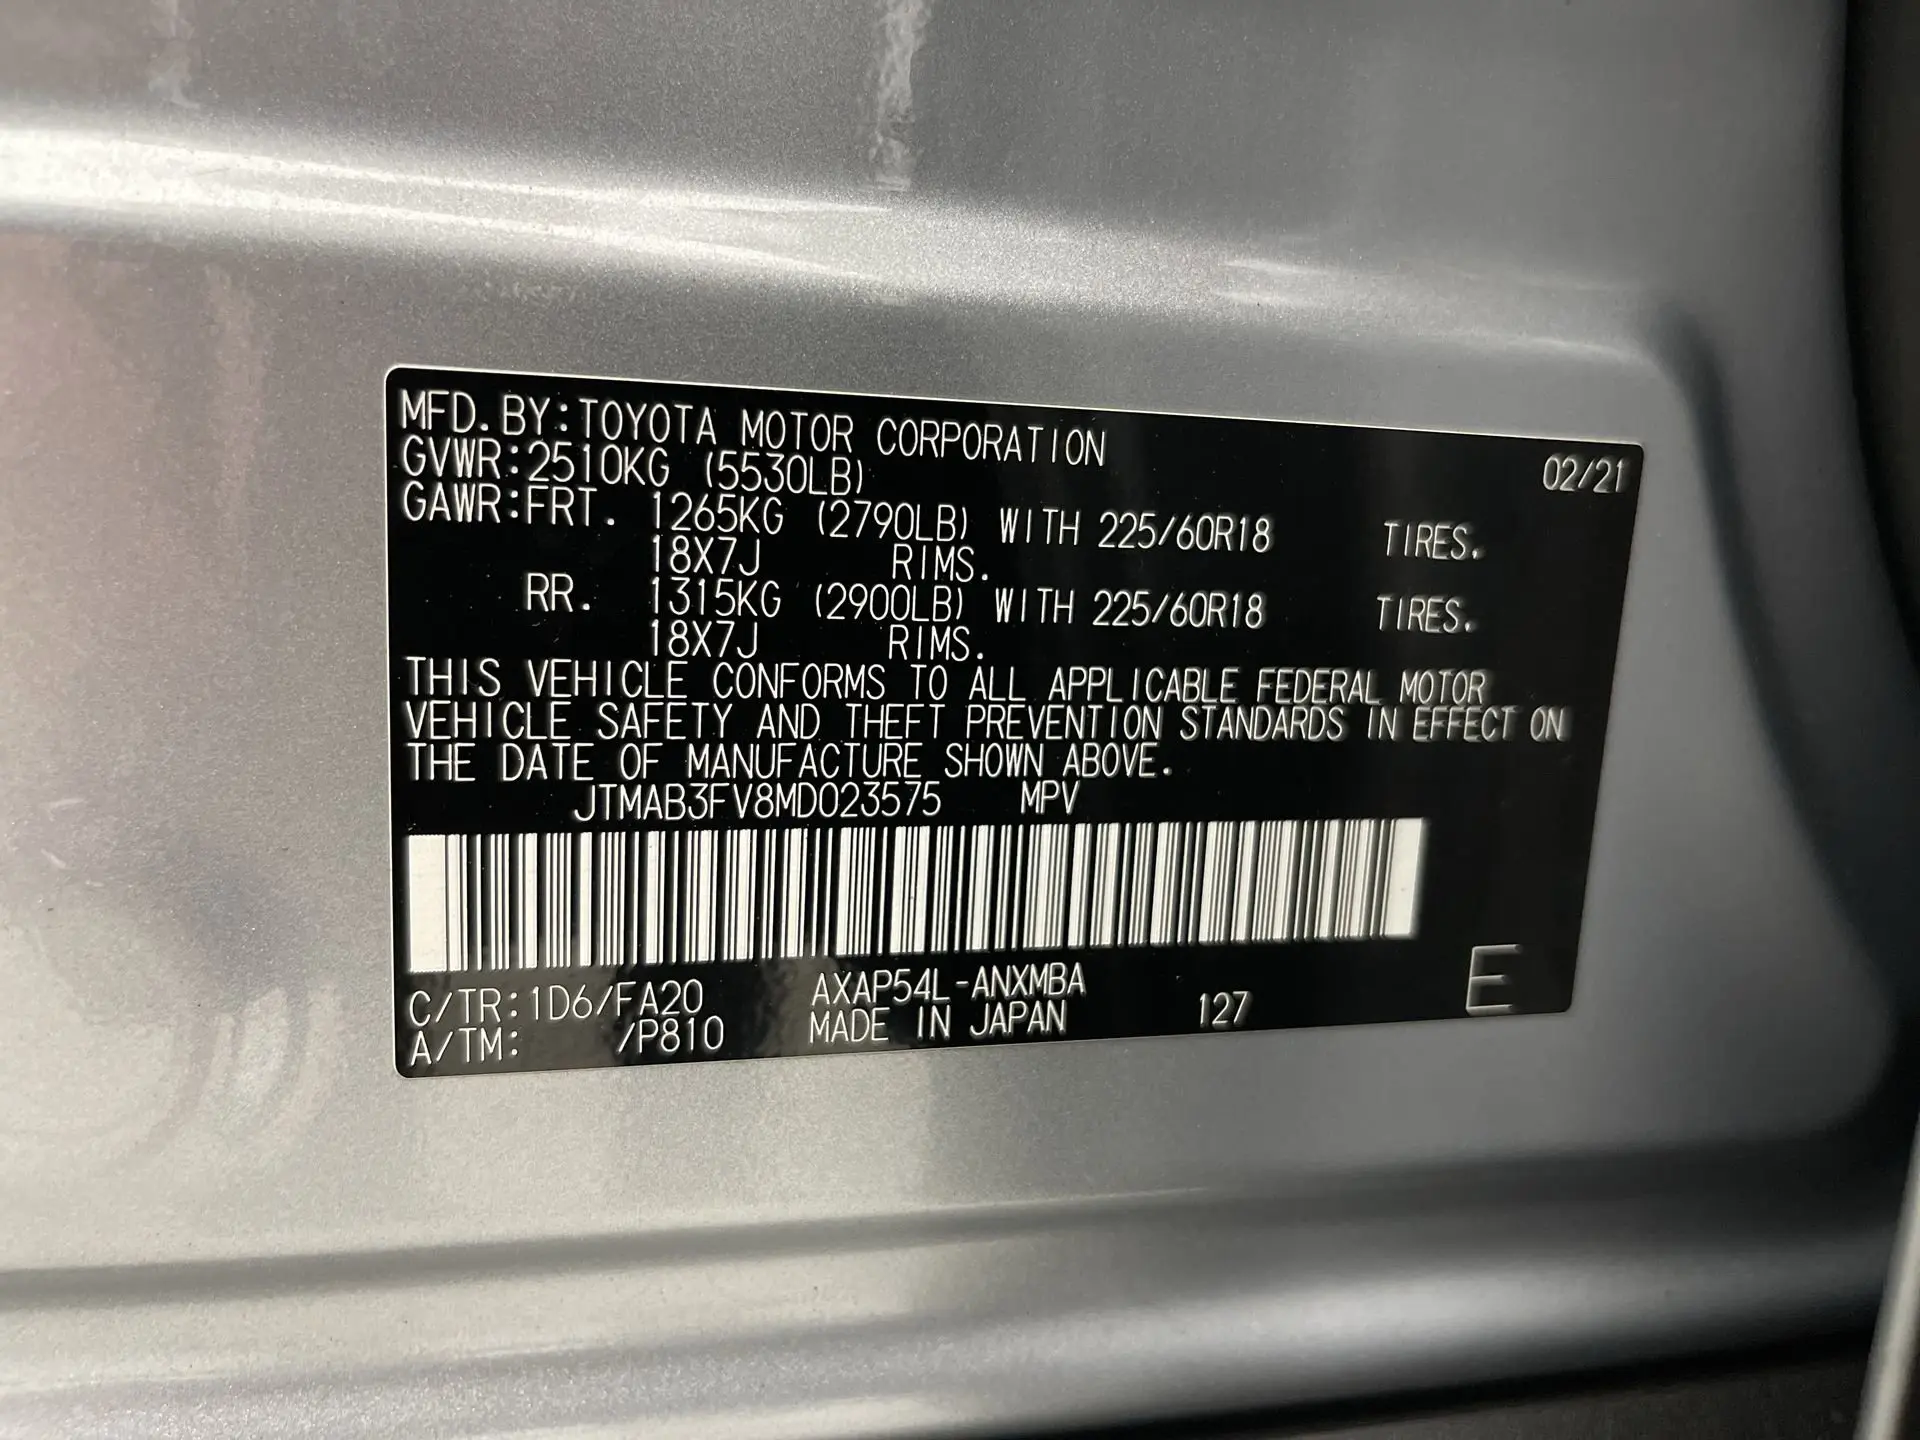 MFD. BY:TOYOTA MOTOR CORPORATION 02/21
GVWR:2510KG (5530LB)
GAWR:FRT. 1265KG (2790LB) WITH 225/60R18 TIRES.
18X7J RIMS.
RR. 1315KG (2900LB) WITH 225/60R18 TIRES.
18X7J RIMS.
THIS VEHICLE CONFORMS TO ALL APPLICABLE FEDERAL MOTOR
VEHICLE SAFETY AND THEFT PREVENTION STANDARDS IN EFFECT ON
THE DATE OF MANUFACTURE SHOWN ABOVE.
JTMAB3FV8MD023575 MPV
C/TR:1D6/FA20 AXAP54L-ANXMBA
A/TM: /P810 MADE IN JAPAN 127 E